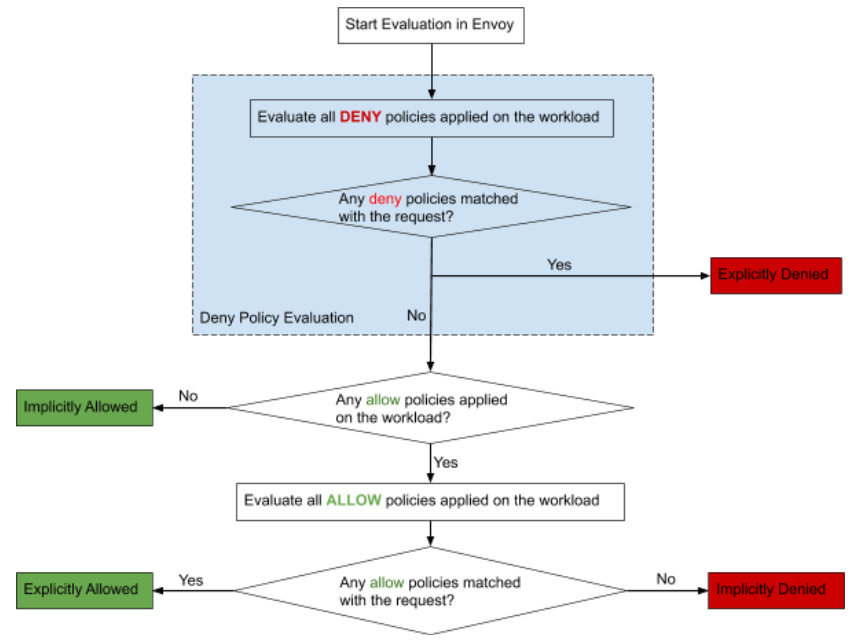 Start Evaluation in Envoy
Evaluate all DENY policies applied on the workload
Any deny policies matched
with the request?
Yes
Explicitly Denied
Deny Policy Evaluation
No
Any allow policies applied
on the workload?
No
Implicitly Allowed
Yes
Evaluate all ALLOW policies applied on the workload
Any allow policies matched
with the request?
Yes
Explicitly Allowed
No
Implicitly Denied